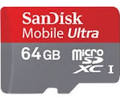 SanDisk
Mobile Ultra
64GB
micro
SD
XC I